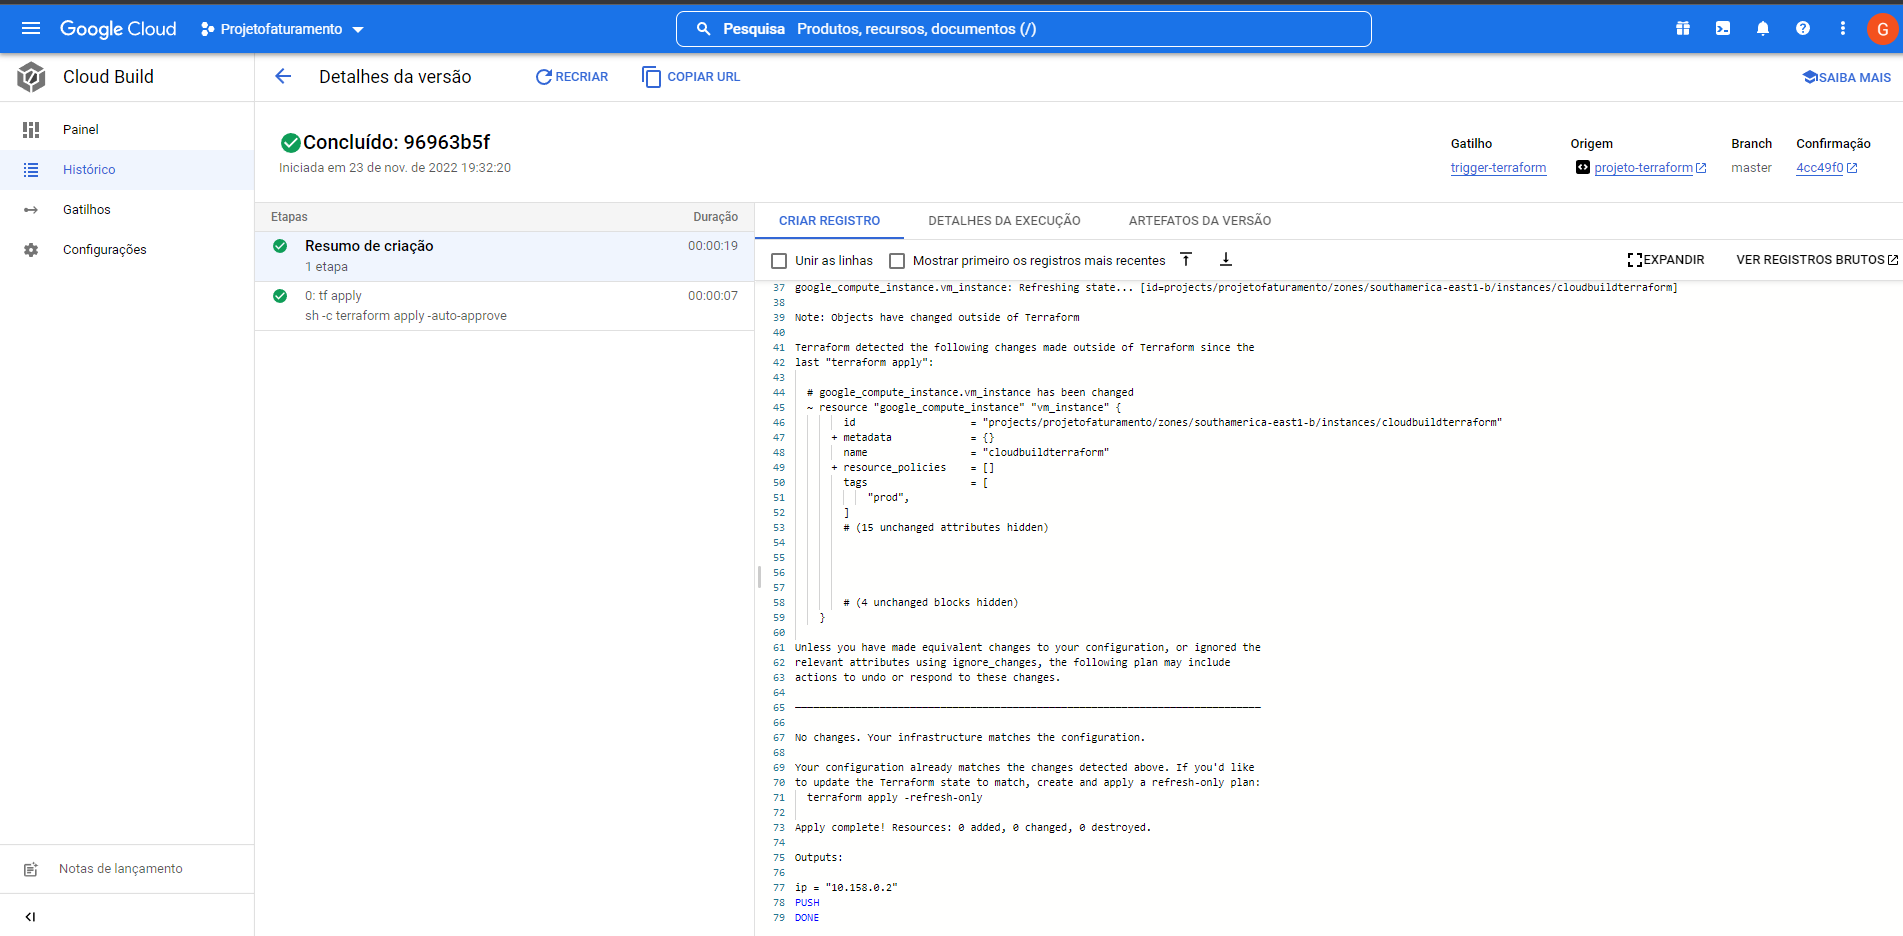 Google Cloud
Projetofaturamento
Pesquisa Produtos, recursos, documentos (/)
G
Cloud Build
Detalhes da versão
RECRIAR
COPIAR URL
SAIBA MAIS
Painel
Histórico
Gatilhos
Configurações
Notas de lançamento
Concluído: 96963b5f
Iniciada em 23 de nov. de 2022 19:32:20
Gatilho
trigger-terraform
Origem
projeto-terraform
Branch
master
Confirmação
4cc49f0
Etapas Duração
Resumo de criação 00:00:19
1 etapa
0: tf apply 00:00:07
sh -c terraform apply -auto-approve
CRIAR REGISTRO
DETALHES DA EXECUÇÃO
ARTEFATOS DA VERSÃO
Unir as linhas
Mostrar primeiro os registros mais recentes
EXPANDIR
VER REGISTROS BRUTOS
37 google_compute_instance.vm_instance: Refreshing state... [id=projects/projetofaturamento/zones/southamerica-east1-b/instances/cloudbuildterraform]
38
39 Note: Objects have changed outside of Terraform
40
41 Terraform detected the following changes made outside of Terraform since the
42 last "terraform apply":
43
44 # google_compute_instance.vm_instance has been changed
45 ~ resource "google_compute_instance" "vm_instance" {
46 id = "projects/projetofaturamento/zones/southamerica-east1-b/instances/cloudbuildterraform"
47 + metadata = {}
48 name = "cloudbuildterraform"
49 + resource_policies = []
50 tags = [
51 "prod",
52 ]
53 # (15 unchanged attributes hidden)
54
55
56
57
58 # (4 unchanged blocks hidden)
59 }
60
61 Unless you have made equivalent changes to your configuration, or ignored the
62 relevant attributes using ignore_changes, the following plan may include
63 actions to undo or respond to these changes.
64
65 ─────────────────────────────────────────────────────────────────────────────
66
67 No changes. Your infrastructure matches the configuration.
68
69 Your configuration already matches the changes detected above. If you'd like
70 to update the Terraform state to match, create and apply a refresh-only plan:
71 terraform apply -refresh-only
72
73 Apply complete! Resources: 0 added, 0 changed, 0 destroyed.
74
75 Outputs:
76
77 ip = "10.158.0.2"
78 PUSH
79 DONE